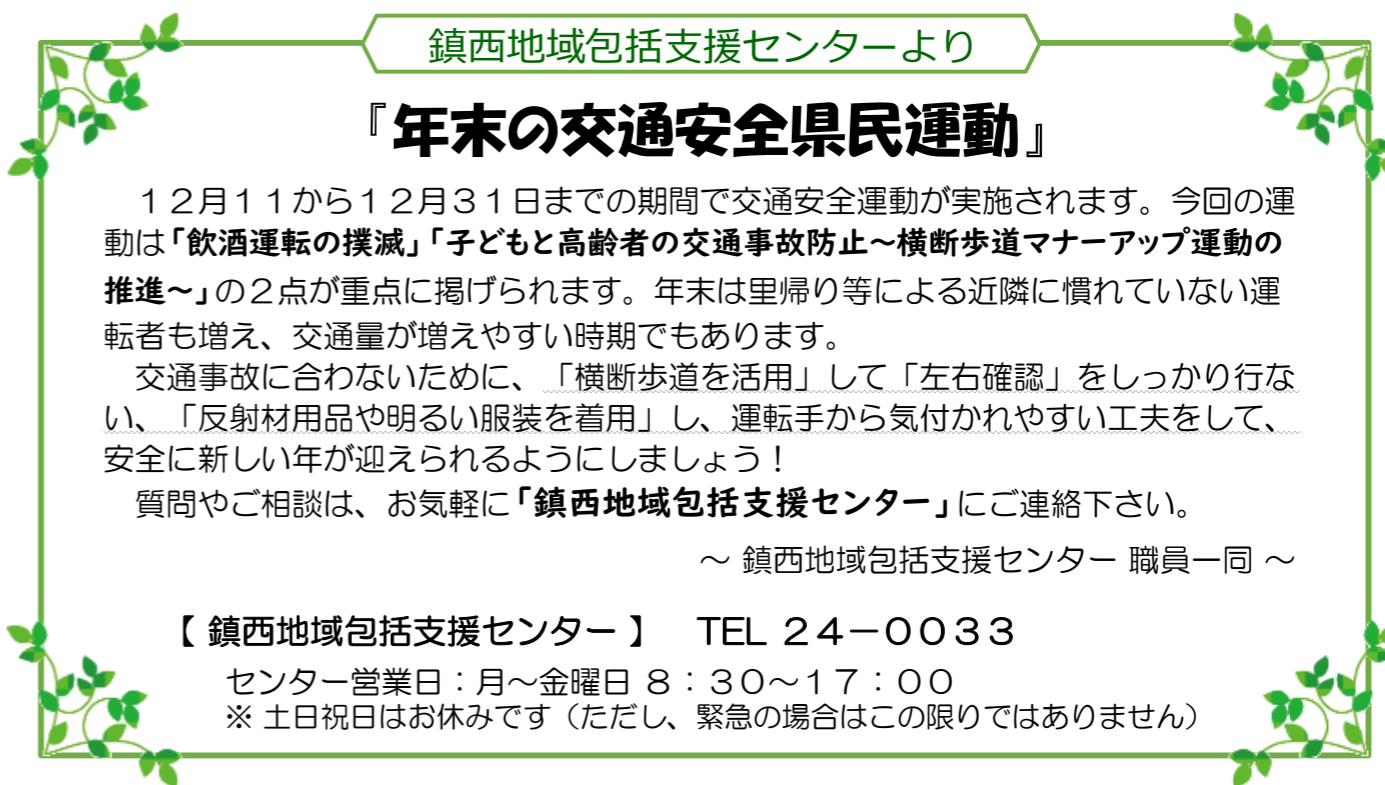 鎮西地域包括支援センターより
『年末の交通安全県民運動』
１２月１１から１２月３１日までの期間で交通安全運動が実施されます。今回の運
動は「飲酒運転の撲滅」「子どもと高齢者の交通事故防止～横断歩道マナーアップ運動の
推進～」の２点が重点に掲げられます。年末は里帰り等による近隣に慣れていない運
転者も増え、交通量が増えやすい時期でもあります。
交通事故に合わないために、「横断歩道を活用」して「左右確認」をしっかり行な
い、「反射材用品や明るい服装を着用」し、運転手から気付かれやすい工夫をして、
安全に新しい年が迎えられるようにしましょう！
質問やご相談は、お気軽に「鎮西地域包括支援センター」にご連絡下さい。
～ 鎮西地域包括支援センター 職員一同 ～
【 鎮西地域包括支援センター 】 TEL ２４－００３３
センター営業日：月～金曜日 ８：３０～１７：００
※ 土日祝日はお休みです（ただし、緊急の場合はこの限りではありません）